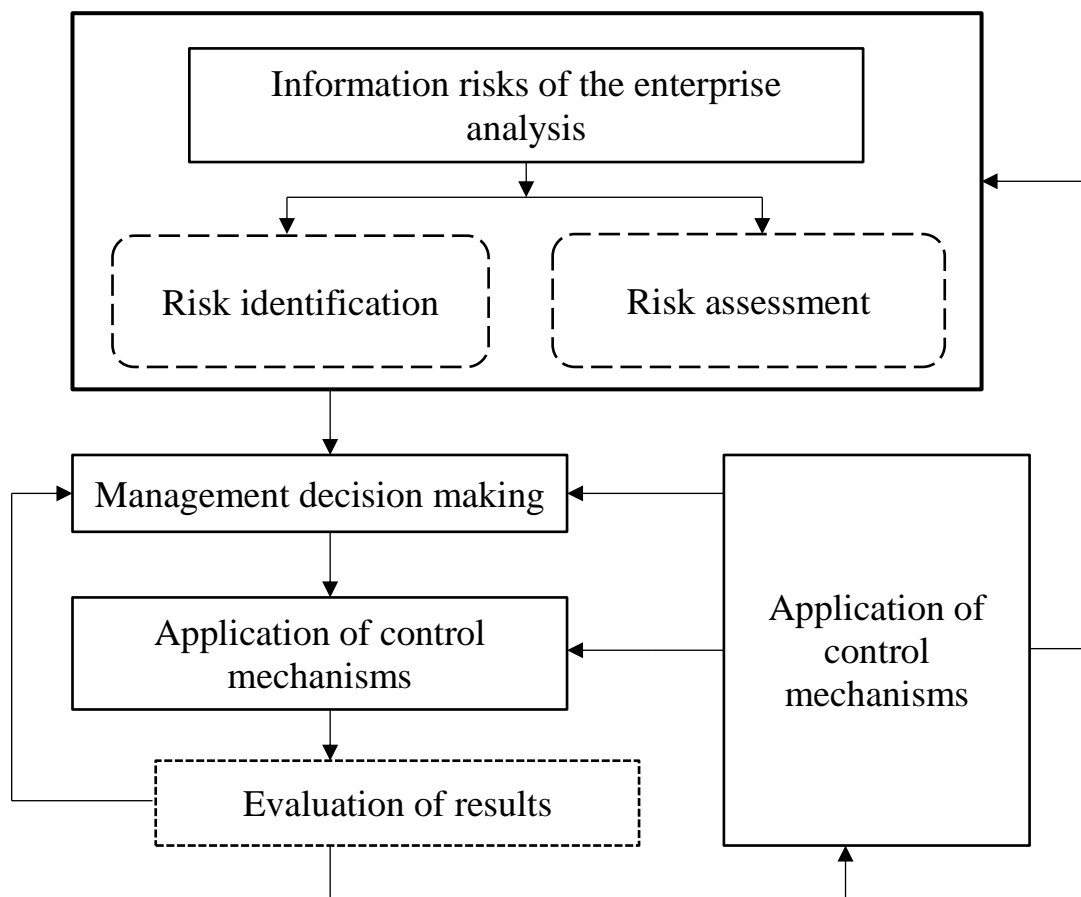 Information risks of the enterprise
analysis
Risk identification
Risk assessment
Management decision making
Application of control
mechanisms
Evaluation of results
Application of
control
mechanisms